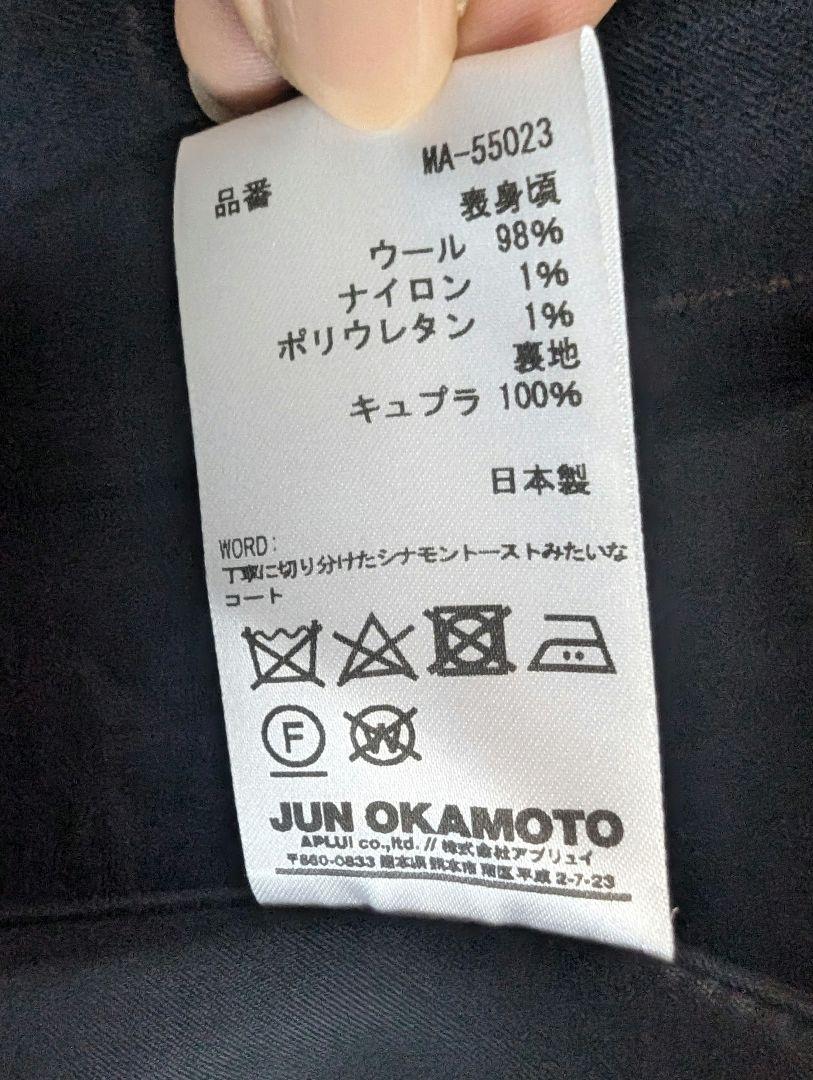 品番 MA-55023
表身頃
ウール 98%
ナイロン 1%
ポリウレタン 1%
裏地
キュプラ 100%
日本製
WORD:
丁寧に切り分けたシナモントーストみたいな
コート
F
W
JUN OKAMOTO
APLUI co.,ltd. // 株式会社アプリュイ
〒860-0833 熊本県 熊本市 南区 平成 2-7-23